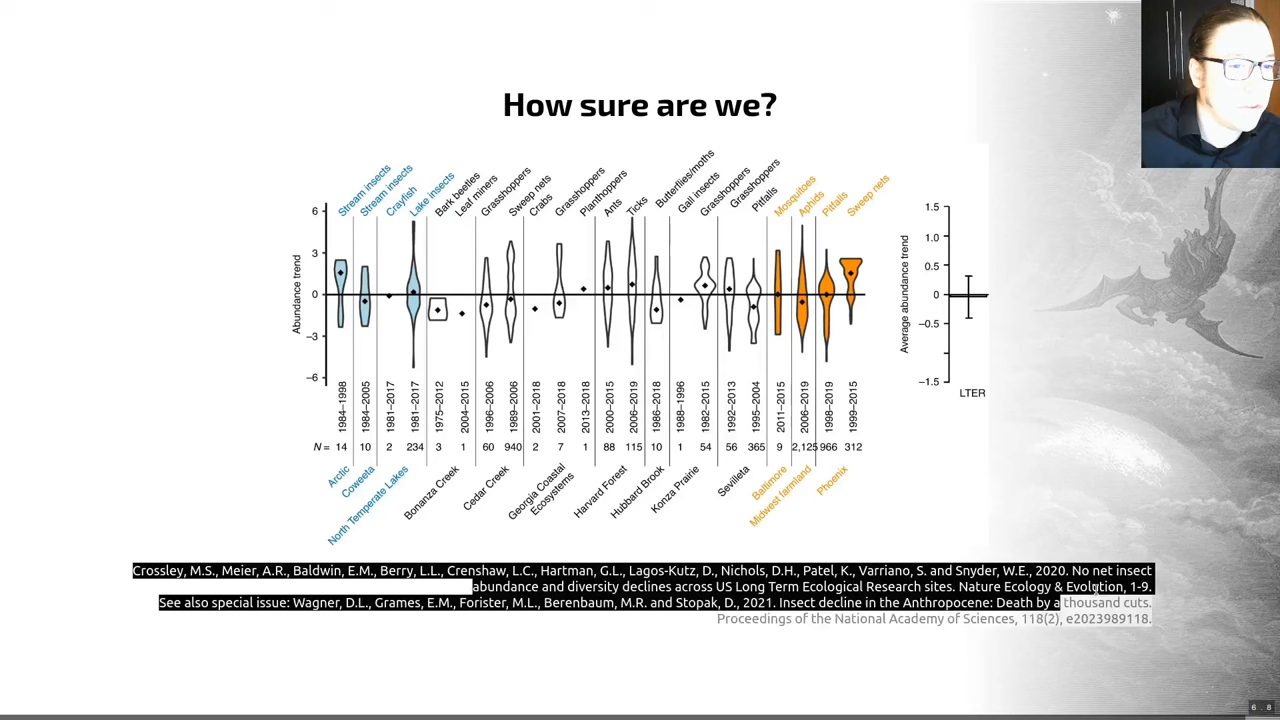 How sure are we?
Stream insects
Stream insects
Crayfish
Lake insects
Bark beetles
Leaf miners
Grasshoppers
Sweep nets
Crabs
Grasshoppers
Planthoppers
Ants
Ticks
Butterflies/moths
Gall insects
Grasshoppers
Grasshoppers
Pitfalls
Mosquitoes
Aphids
Pitfalls
Sweep nets
Abundance trend
6
3
0
−3
−6
1984–1998
1984–2005
1981–2017
1981–2017
1975–2012
2004–2015
1986–2006
1989–2006
2001–2018
2007–2018
2013–2018
2000–2015
2006–2019
1986–2018
1988–1996
1982–2015
1992–2013
1995–2004
2011–2015
2006–2019
1998–2019
1999–2015
N = 14 10 2 234 3 1 60 940 2 7 1 88 115 10 1 54 56 365 9 2,125 966 312
Arctic
Coweeta
North Temperate Lakes
Bonanza Creek
Cedar Creek
Georgia Coastal
Ecosystems
Harvard Forest
Hubbard Brook
Konza Prairie
Sevilleta
Baltimore
Midwest farmland
Phoenix
Average abundance trend
1.5
1.0
0.5
0
−0.5
−1.5
LTER
Crossley, M.S., Meier, A.R., Baldwin, E.M., Berry, L.L., Crenshaw, L.C., Hartman, G.L., Lagos-Kutz, D., Nichols, D.H., Patel, K., Varriano, S. and Snyder, W.E., 2020. No net insect
abundance and diversity declines across US Long Term Ecological Research sites. Nature Ecology & Evolution, 1-9.
See also special issue: Wagner, D.L., Grames, E.M., Forister, M.L., Berenbaum, M.R. and Stopak, D., 2021. Insect decline in the Anthropocene: Death by a thousand cuts.
Proceedings of the National Academy of Sciences, 118(2), e2023989118.
6 . 8